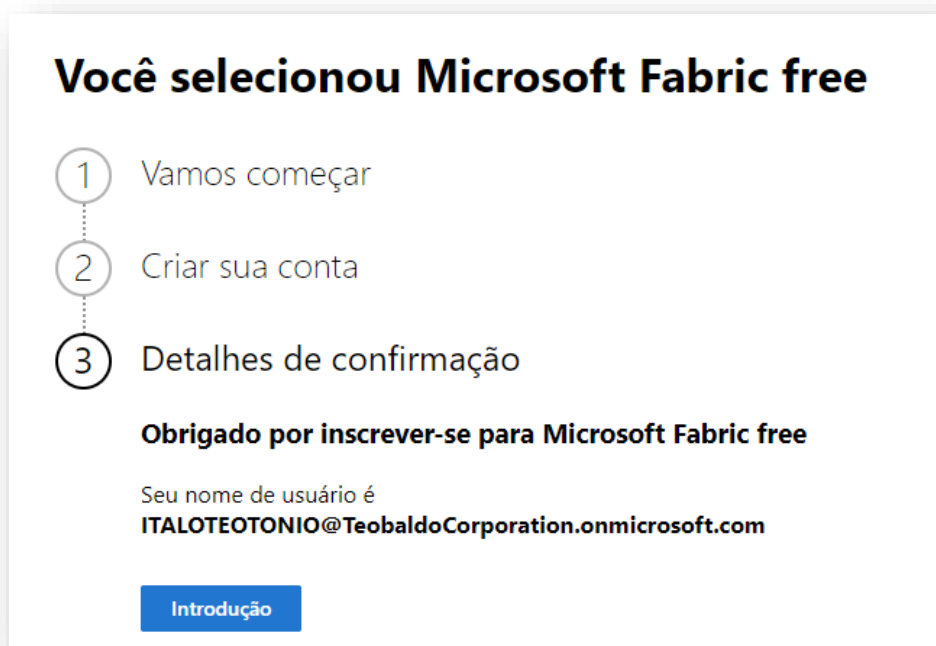 Você selecionou Microsoft Fabric free
1 Vamos começar
2 Criar sua conta
3 Detalhes de confirmação
Obrigado por inscrever-se para Microsoft Fabric free
Seu nome de usuário é
ITALOTEOTONIO@TeobaldoCorporation.onmicrosoft.com
Introdução